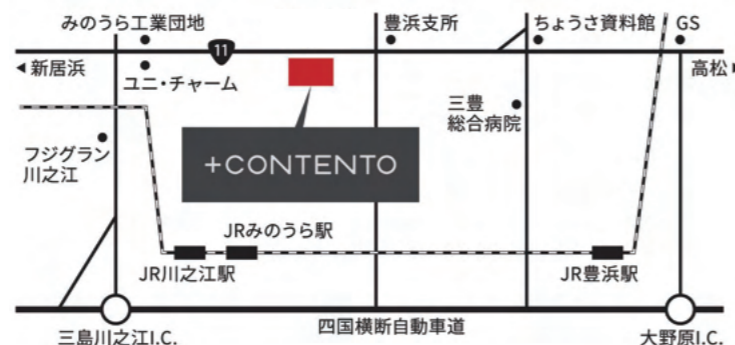 みのうら工業団地
豊浜支所
ちょうさ資料館
GS
11
◀新居浜
ユニ・チャーム
高松▶
三豊
総合病院
フジグラン
川之江
+CONTENTO
JRみのうら駅
JR川之江駅
JR豊浜駅
四国横断自動車道
三島川之江I.C.
大野原I.C.